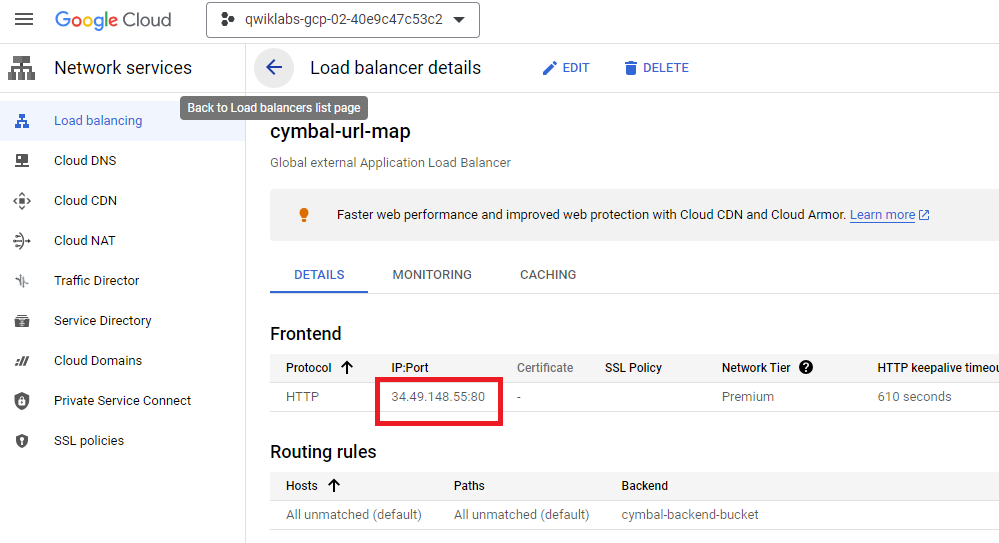 Google Cloud
qwiklabs-gcp-02-40e9c47c53c2
Network services
Load balancer details
EDIT
DELETE
Back to Load balancers list page
Load balancing
Cloud DNS
Cloud CDN
Cloud NAT
Traffic Director
Service Directory
Cloud Domains
Private Service Connect
SSL policies
cymbal-url-map
Global external Application Load Balancer
Faster web performance and improved web protection with Cloud CDN and Cloud Armor. Learn more
DETAILS MONITORING CACHING
Frontend
Protocol IP:Port Certificate SSL Policy Network Tier ? HTTP keepalive timeou
HTTP 34.49.148.55:80 - Premium 610 seconds
Routing rules
Hosts Paths Backend
All unmatched (default) All unmatched (default) cymbal-backend-bucket